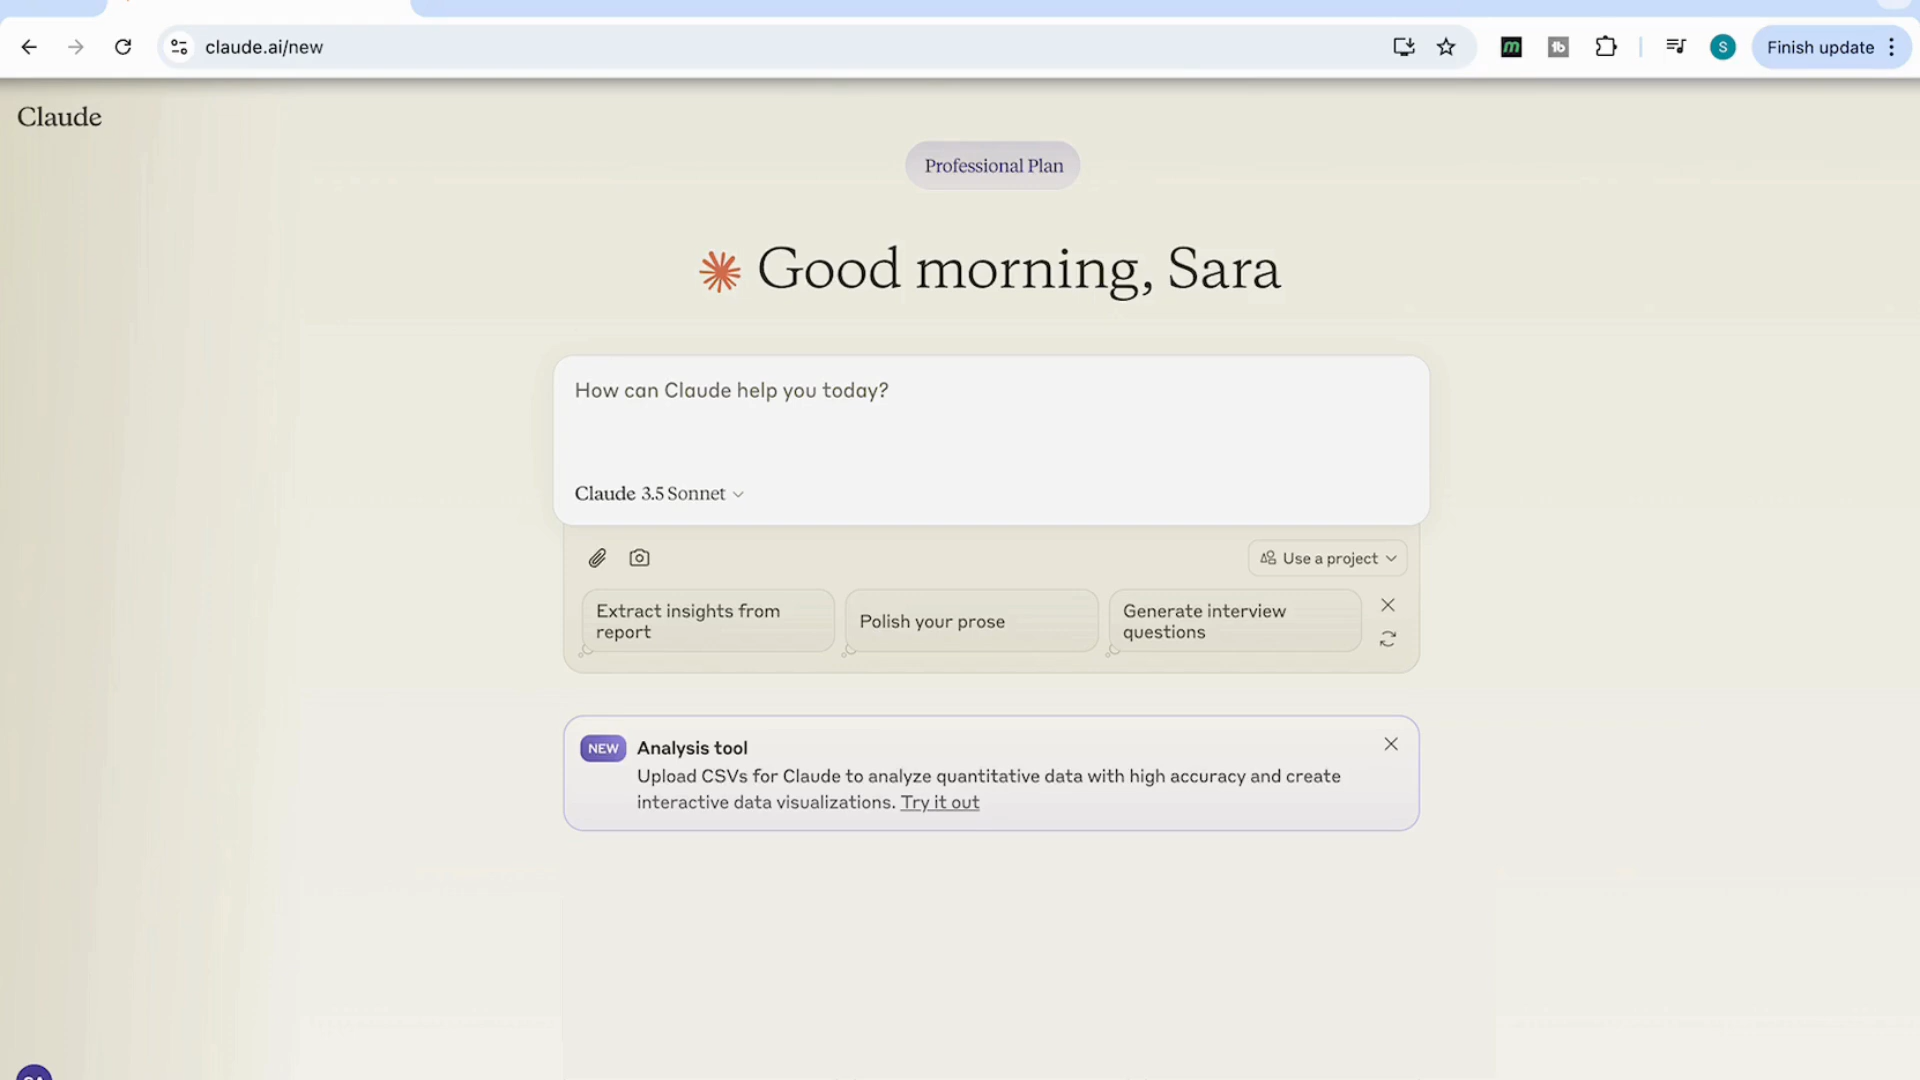 claude.ai/new
m
tb
S
Finish update
Claude
Professional Plan
Good morning, Sara
How can Claude help you today?
Claude 3.5 Sonnet
Use a project
Extract insights from
report
Polish your prose
Generate interview
questions
NEW
Analysis tool
Upload CSVs for Claude to analyze quantitative data with high accuracy and create
interactive data visualizations. Try it out